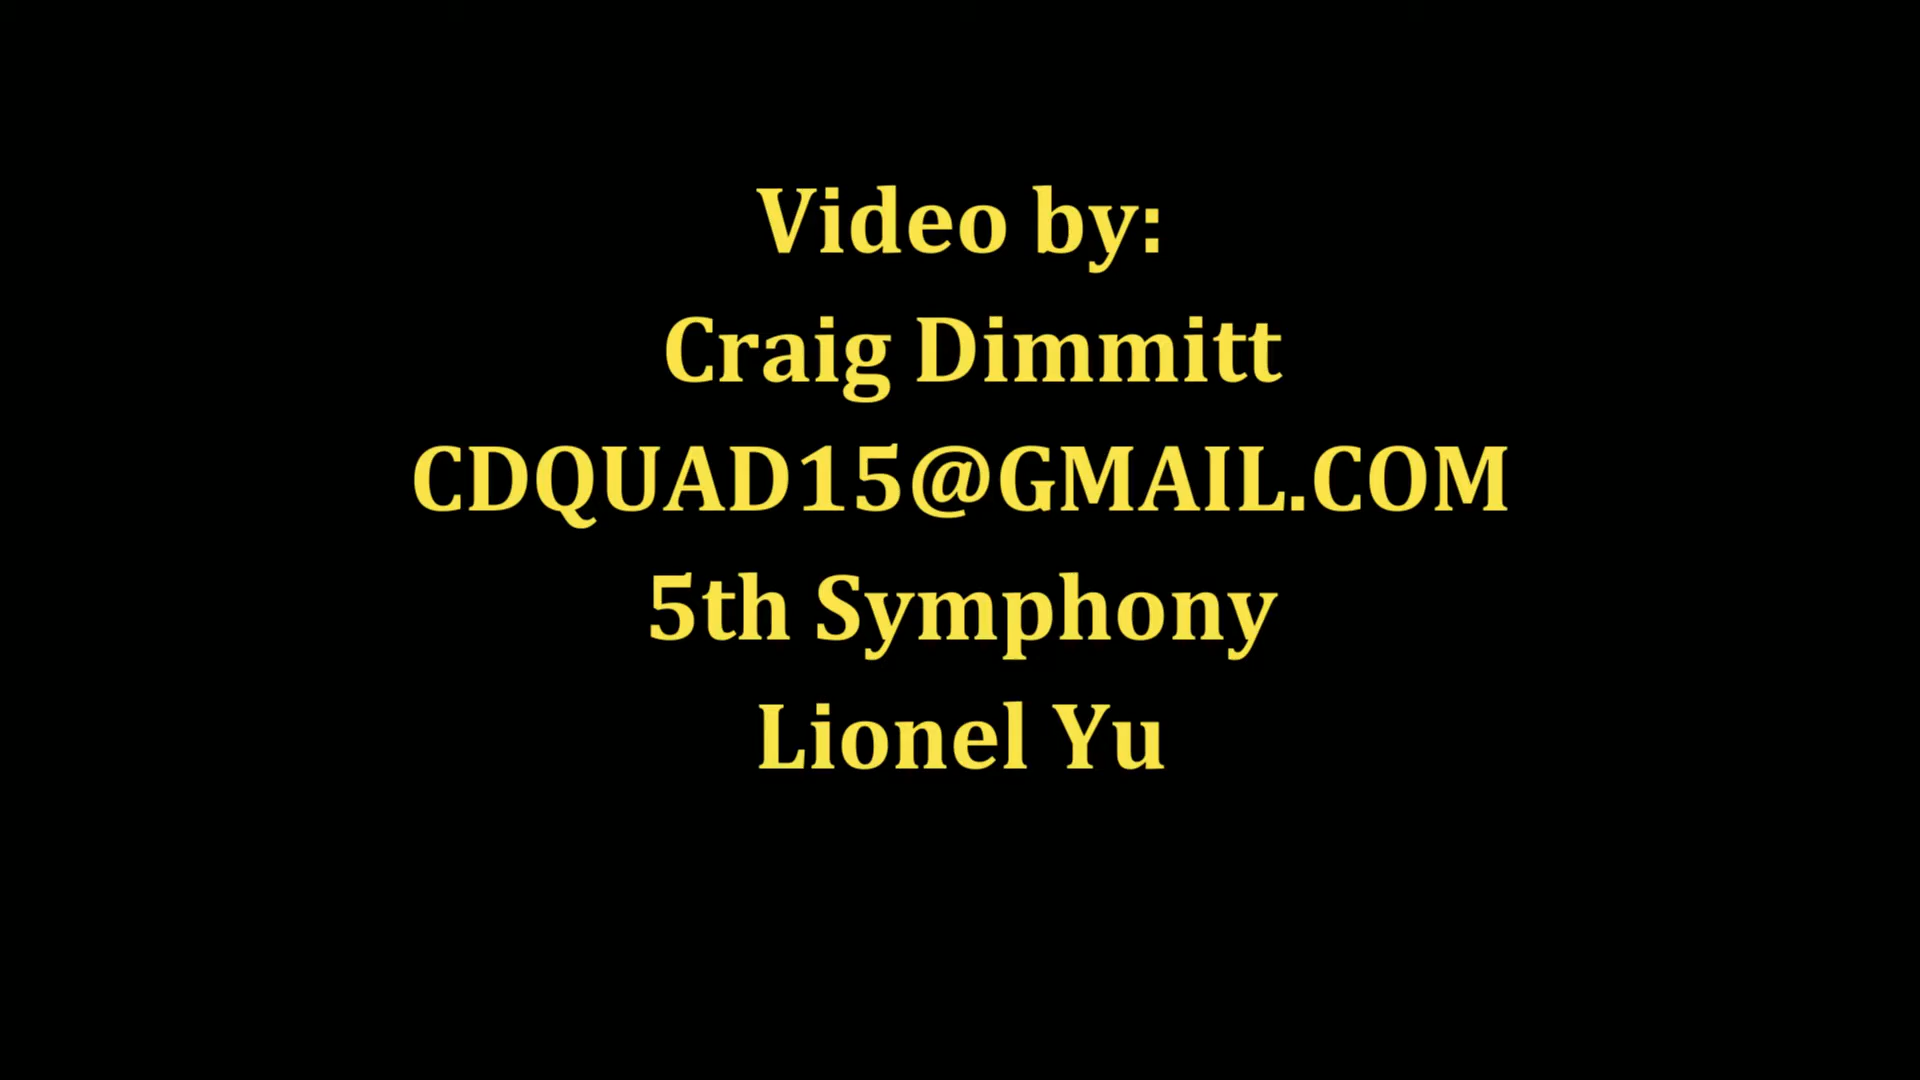 Video by:
Craig Dimmitt
CDQUAD15@GMAIL.COM
5th Symphony
Lionel Yu